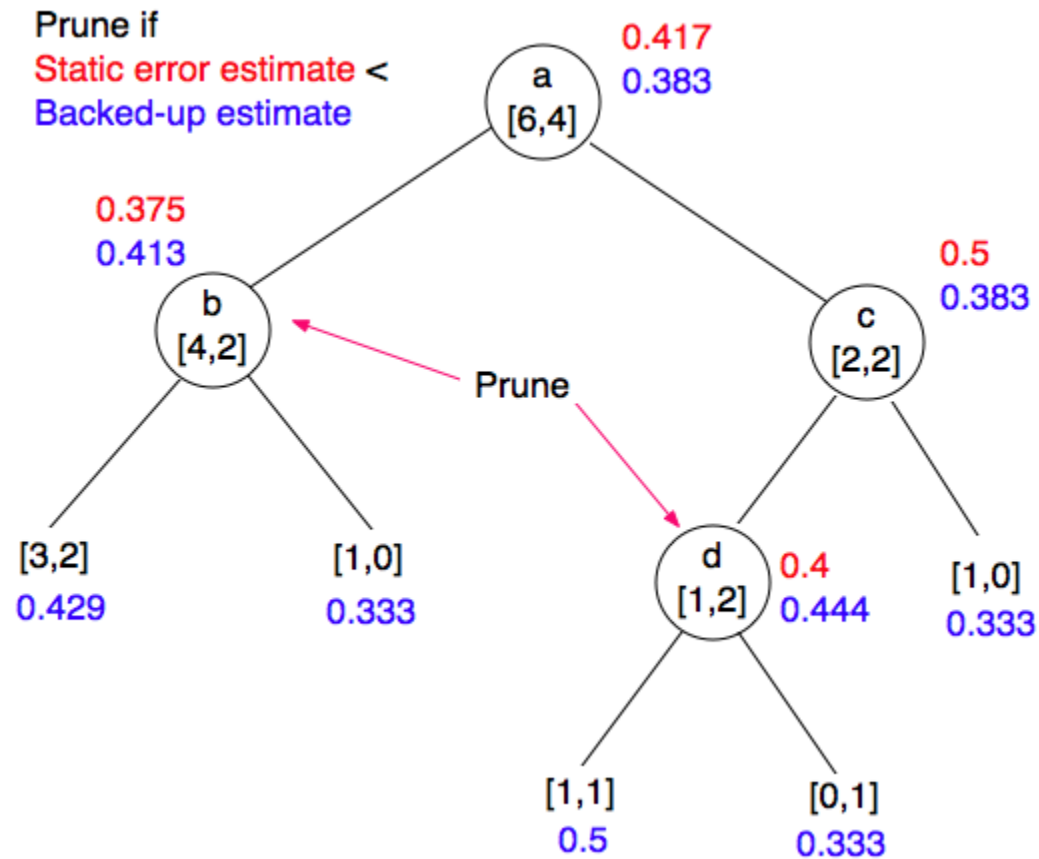 Prune if
Static error estimate <
Backed-up estimate
0.417
0.383
a
[6,4]
0.375
0.413
b
[4,2]
0.5
0.383
c
[2,2]
Prune
[3,2]
0.429
[1,0]
0.333
d
[1,2]
0.4
0.444
[1,0]
0.333
[1,1]
0.5
[0,1]
0.333